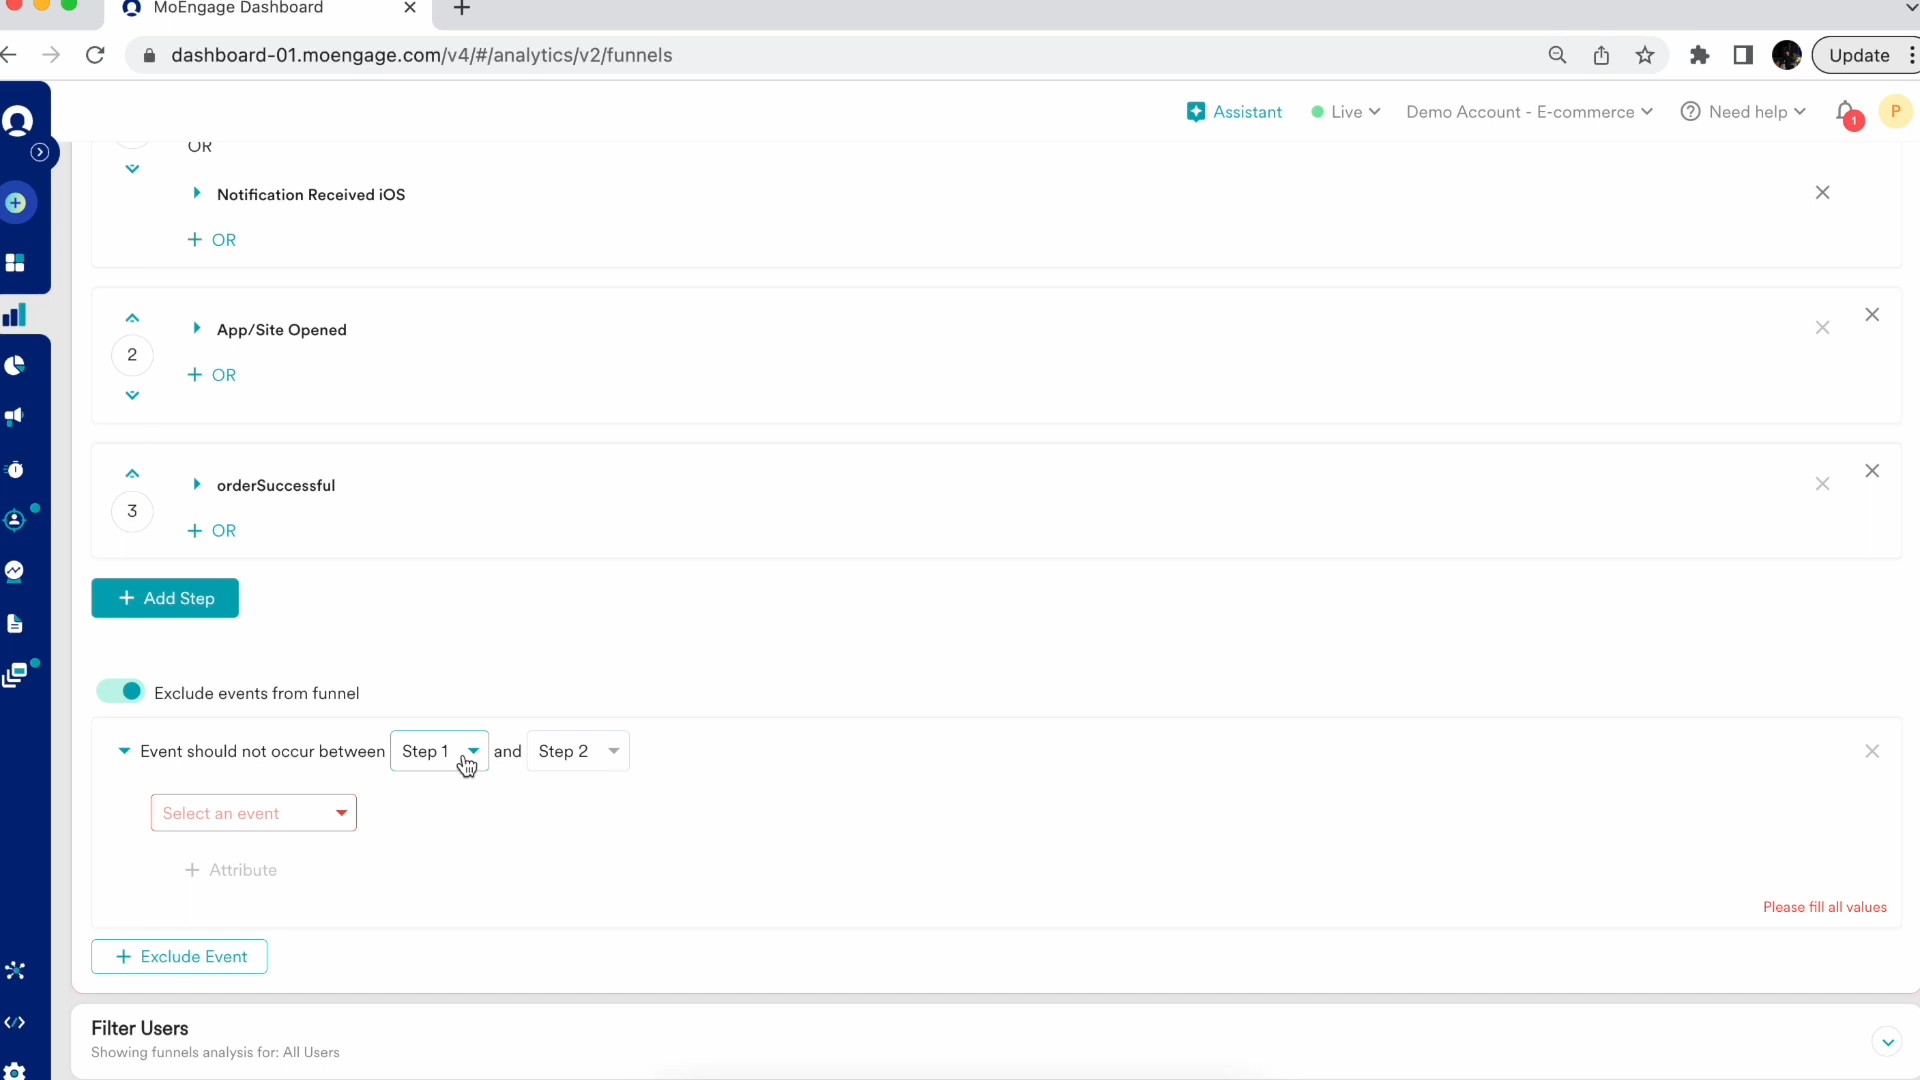 MoEngage Dashboard
dashboard-01.moengage.com/v4/#/analytics/v2/funnels
Update
Assistant
Live
Demo Account - E-commerce
Need help
1
P
OR
Notification Received iOS
+ OR
2
App/Site Opened
+ OR
3
orderSuccessful
+ OR
+ Add Step
Exclude events from funnel
Event should not occur between Step 1 and Step 2
Select an event
+ Attribute
Please fill all values
+ Exclude Event
Filter Users
Showing funnels analysis for: All Users